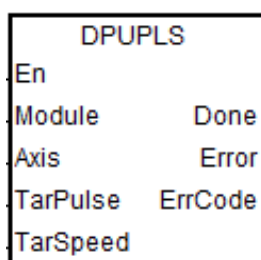 DPUPLS
En
Module Done
Axis Error
TarPulse ErrCode
TarSpeed